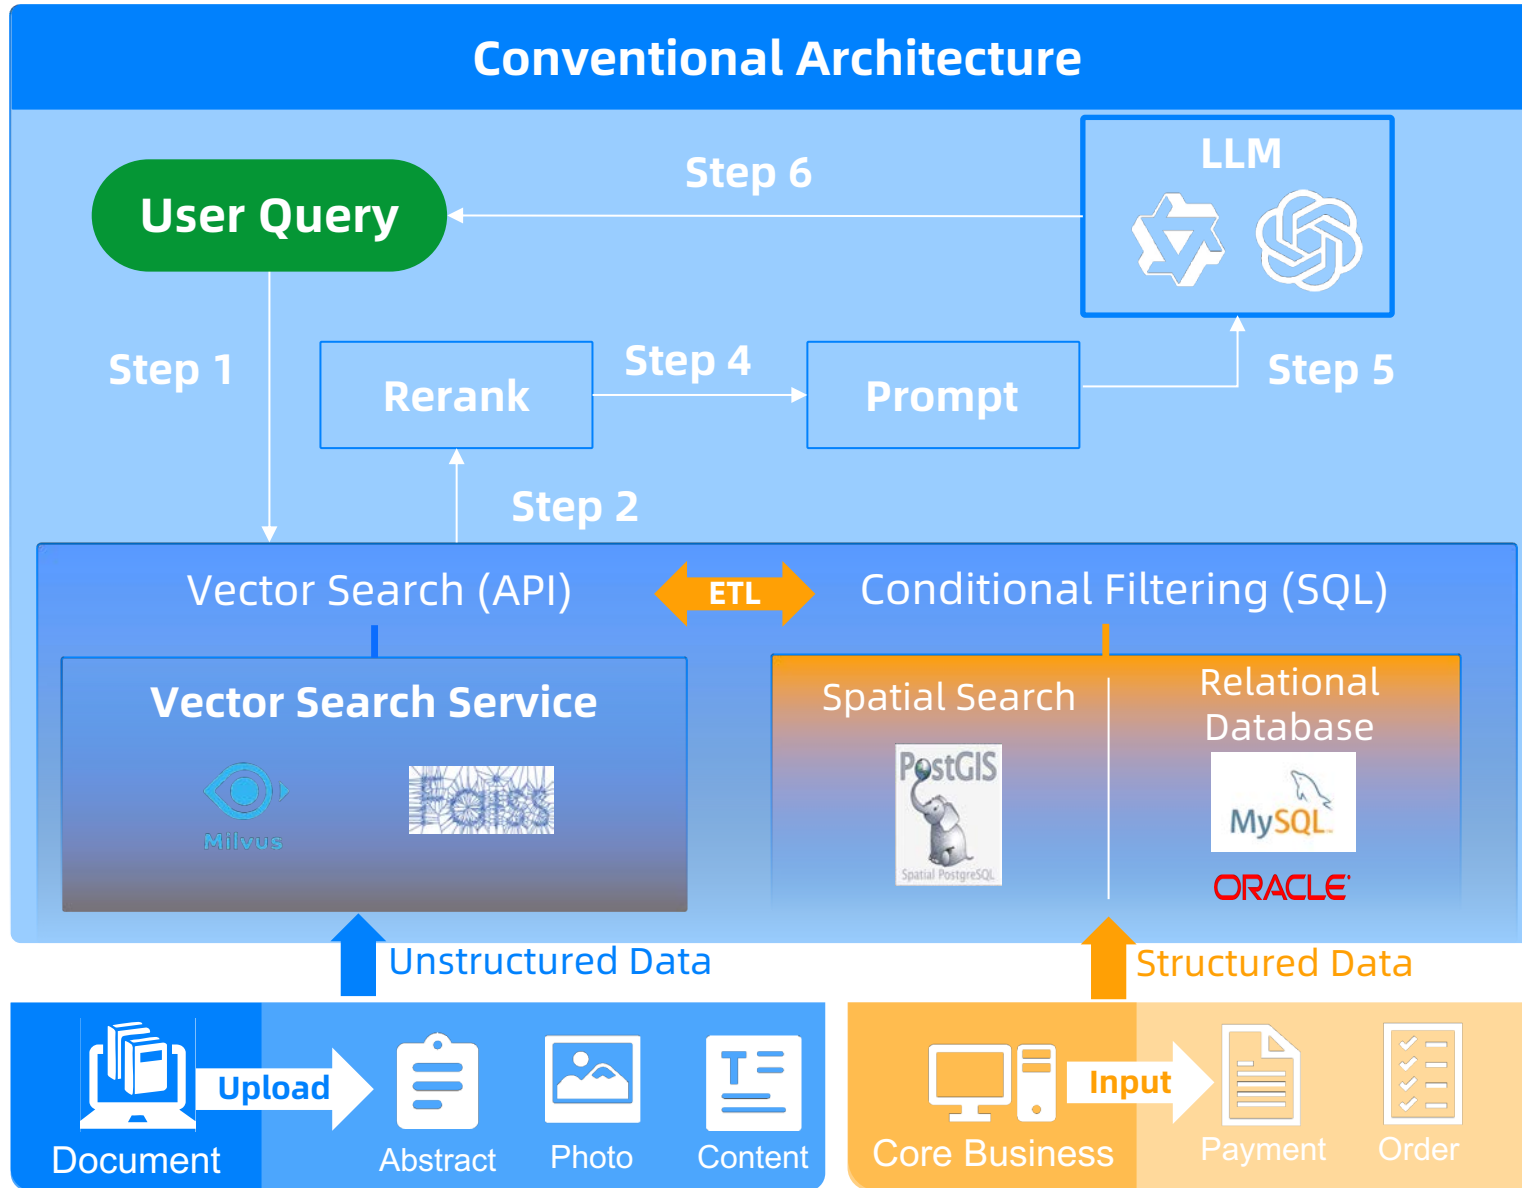 Conventional Architecture
LLM
Step 6
User Query
Step 1
Rerank
Step 4
Prompt
Step 5
Step 2
Vector Search (API)
ETL
Conditional Filtering (SQL)
Vector Search Service
Milvus
Faiss
Spatial Search
PostGIS
Spatial PostgreSQL
Relational
Database
MySQL
ORACLE
Unstructured Data
Structured Data
Upload
Document
Abstract
Photo
Content
Input
Core Business
Payment
Order